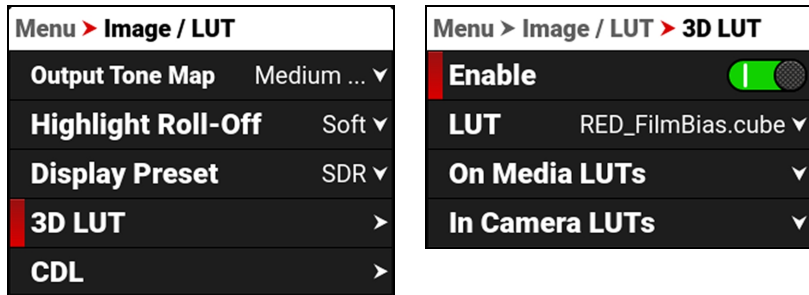 Menu ➤ Image / LUT
Output Tone Map Medium ...
Highlight Roll-Off Soft
Display Preset SDR
3D LUT
CDL
Menu ➤ Image / LUT ➤ 3D LUT
Enable
LUT RED_FilmBias.cube
On Media LUTs
In Camera LUTs